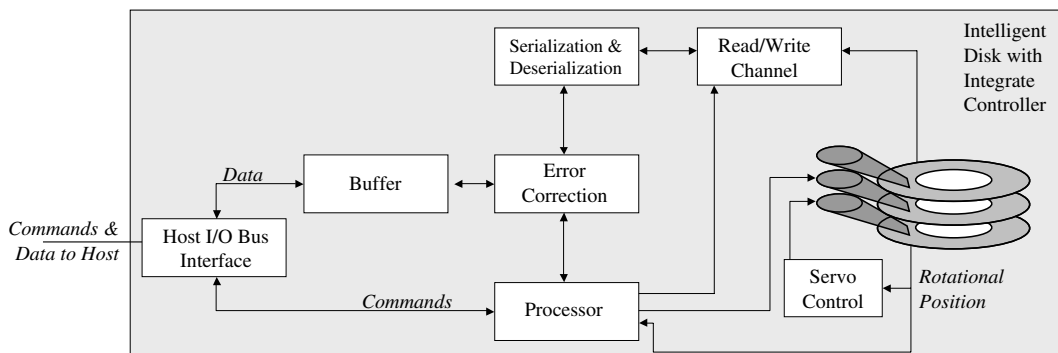 Serialization &
Deserialization
Read/Write
Channel
Intelligent
Disk with
Integrate
Controller
Data
Buffer
Error
Correction
Commands &
Data to Host
Host I/O Bus
Interface
Commands
Processor
Servo
Control
Rotational
Position